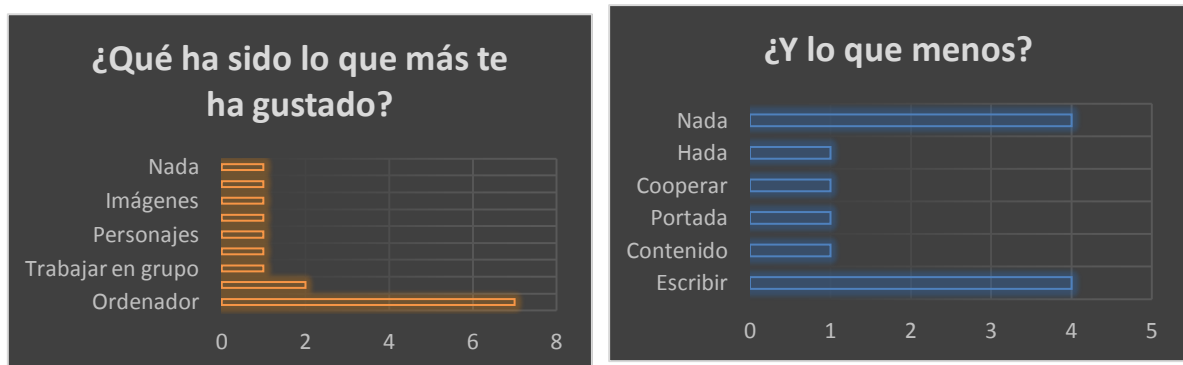 ¿Qué ha sido lo que más te
ha gustado?
Nada
Imágenes
Personajes
Trabajar en grupo
Ordenador
0 2 4 6 8
¿Y lo que menos?
Nada
Hada
Cooperar
Portada
Contenido
Escribir
0 1 2 3 4 5